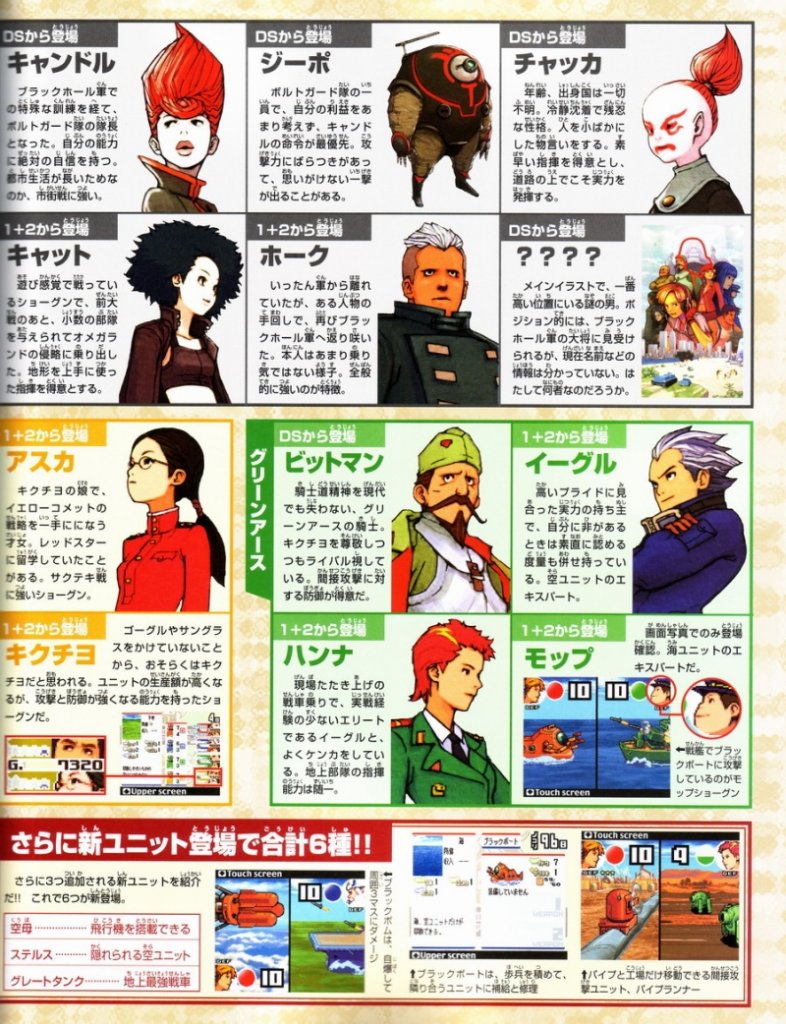 DSから登場
キャンドル
ブラックホール軍で
の特殊な訓練を経て、
ボルトガード隊の隊長
となった。自分の能力
に絶対の自信を持つ。
都市生活が長いためな
のか、市街戦に強い。
DSから登場
ジーポ
ボルトガード隊の一
員で、自分の利益をあ
まり考えず、キャンド
ルの命令が最優先。攻
撃力にばらつきがあっ
て、思いがけない一撃
が出ることがある。
DSから登場
チャッカ
年齢、出身国は一切
不明。冷静沈着で残忍
な性格。人を小ばかに
した物言いをする。素
早い指揮を得意とし、
道路の上でこそ実力を
発揮する。
1+2から登場
キャット
遊び感覚で戦ってい
るショーグンで、前大
戦のあと、小数の部隊
を与えられてオメガラ
ンドの侵略に乗り出し
た。地形を上手に使っ
た指揮を得意とする。
1+2から登場
ホーク
いったん軍から離れ
ていたが、ある人物の
手回しで、再びブラッ
クホール軍へ返り咲い
た。本人はあまり乗り
気ではない様子。全般
的に強いのが特徴。
DSから登場
????
メインイラストで、一番
高い位置にいる謎の男。ポ
ジション的には、ブラック
ホール軍の大将に見受け
られるが、現在名前などの
情報は分かっていない。は
たして何者なのだろうか。
1+2から登場
アスカ
キクチヨの娘で、
イエローコメットの
戦略を一手ににになう
才女。レッドスター
に留学していたこと
がある。サクテキ戦
に強いショーグン。
1+2から登場
キクチヨ
ゴーグルやサングラ
スをかけていないこと
から、おそらくはキク
チヨだと思われる。ユニットの生産額が高くな
るが、攻撃と防御が強くなる能力を持ったショ
ーグンだ。
G. 7320
Upper screen
グリーンアース
DSから登場
ビットマン
騎士道精神を現代
でも失わない、グリ
ーンアースの騎士。
キクチヨを尊敬しつ
つもライバル視して
いる。間接攻撃に対
する防御が得意だ。
1+2から登場
イーグル
高いプライドに見
合った実力の持ち主
で、自分に非がある
ときは素直に認める
度量も併せ持ってい
る。空ユニットのエ
キスパート。
1+2から登場
ハンナ
現場たたき上げの
戦車乗りで、実戦経
験の少ないエリート
であるイーグルと、
よくケンカをしてい
る。地上部隊の指揮
能力は随一。
1+2から登場
モップ
画面写真でのみ登場
確認。海ユニットのエ
キスパートだ。
10
10
DEF
Touch screen
←戦艦でブラッ
クボートに攻撃
しているのがモ
ップショーグン
さらに新ユニット登場で合計6種!!
さらに3つ追加される新ユニットを紹介
だ!! これで6つが新登場。
空母……………飛行機を搭載できる
ステルス………隠れられる空ユニット
グレートタンク………地上最強戦車
Touch screen
10
DEF
DEF
10
↑ブラックボムは、自爆して
周囲3マスにダメージ
海
収入 --
ブラックボート
装備していません
WEAPON
WEAPON
Upper screen
↑ブラックボートは、歩兵を積めて、
隣り合うユニットに補給と修理
Touch screen
10
9
DEF
DEF
↑パイプと工場だけ移動できる間接攻
撃ユニット、パイプランナー